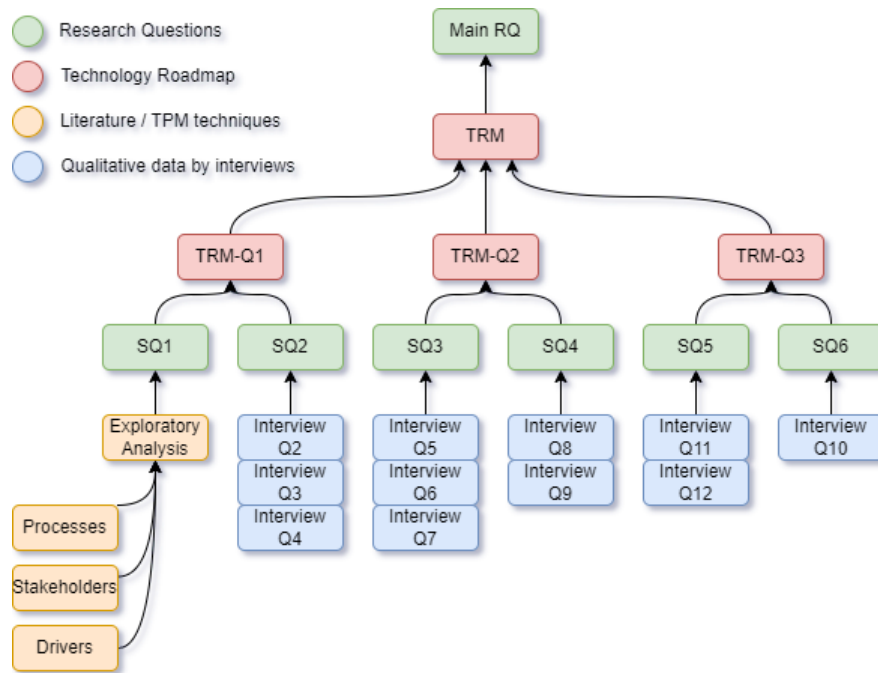 Research Questions
Technology Roadmap
Literature / TPM techniques
Qualitative data by interviews
Main RQ
TRM
TRM-Q1
TRM-Q2
TRM-Q3
SQ1
SQ2
SQ3
SQ4
SQ5
SQ6
Exploratory
Analysis
Interview
Q2
Interview
Q3
Interview
Q4
Interview
Q5
Interview
Q6
Interview
Q7
Interview
Q8
Interview
Q9
Interview
Q11
Interview
Q12
Interview
Q10
Processes
Stakeholders
Drivers